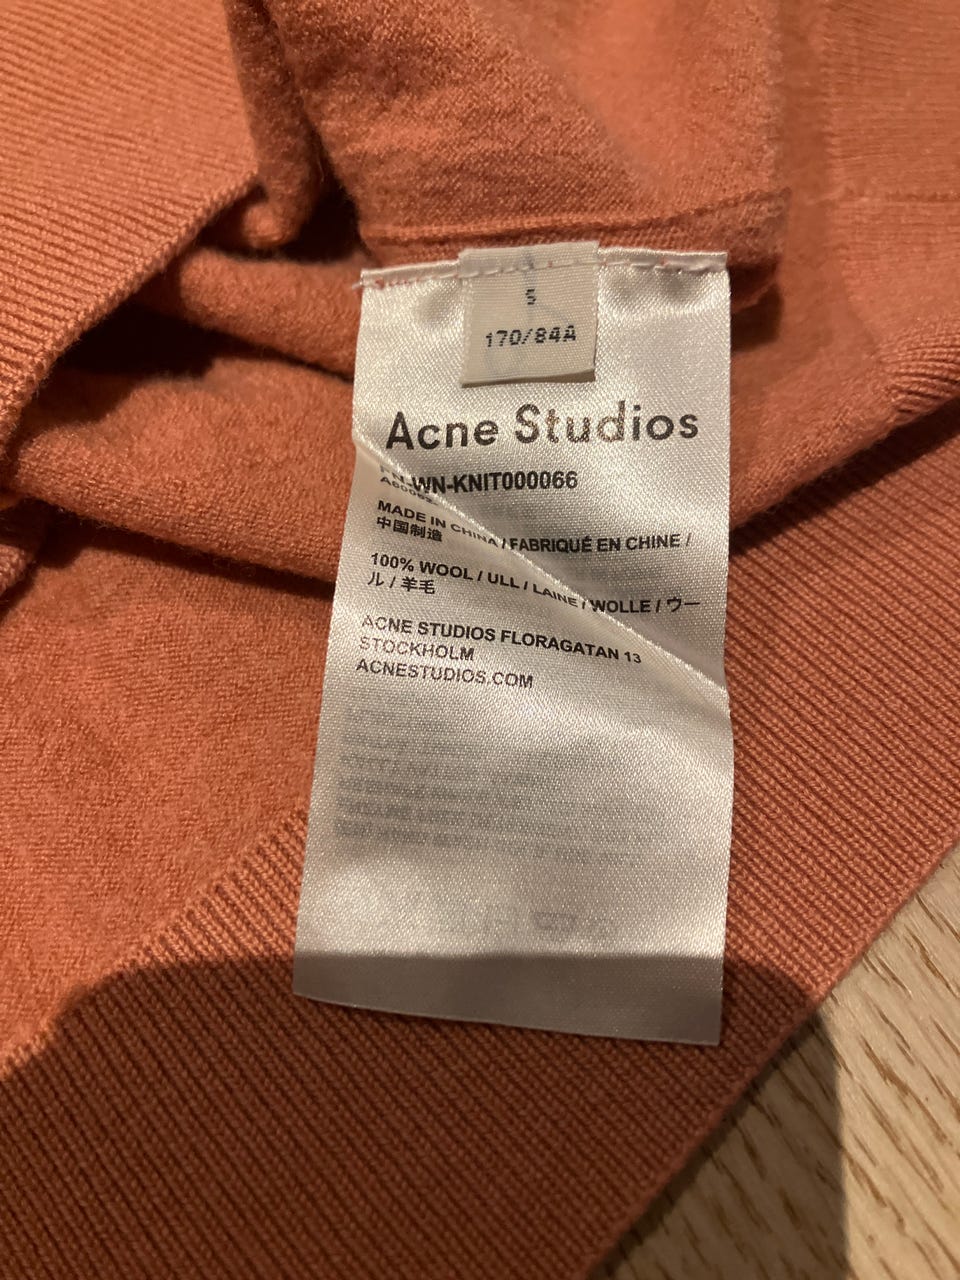 S
170/84A
Acne Studios
FN-WN-KNIT000066
MADE IN CHINA / FABRIQUÉ EN CHINE /
中国制造
100% WOOL / ULL / LAINE / WOLLE / ウー
ル / 羊毛
ACNE STUDIOS FLORAGATAN 13
STOCKHOLM
ACNESTUDIOS.COM